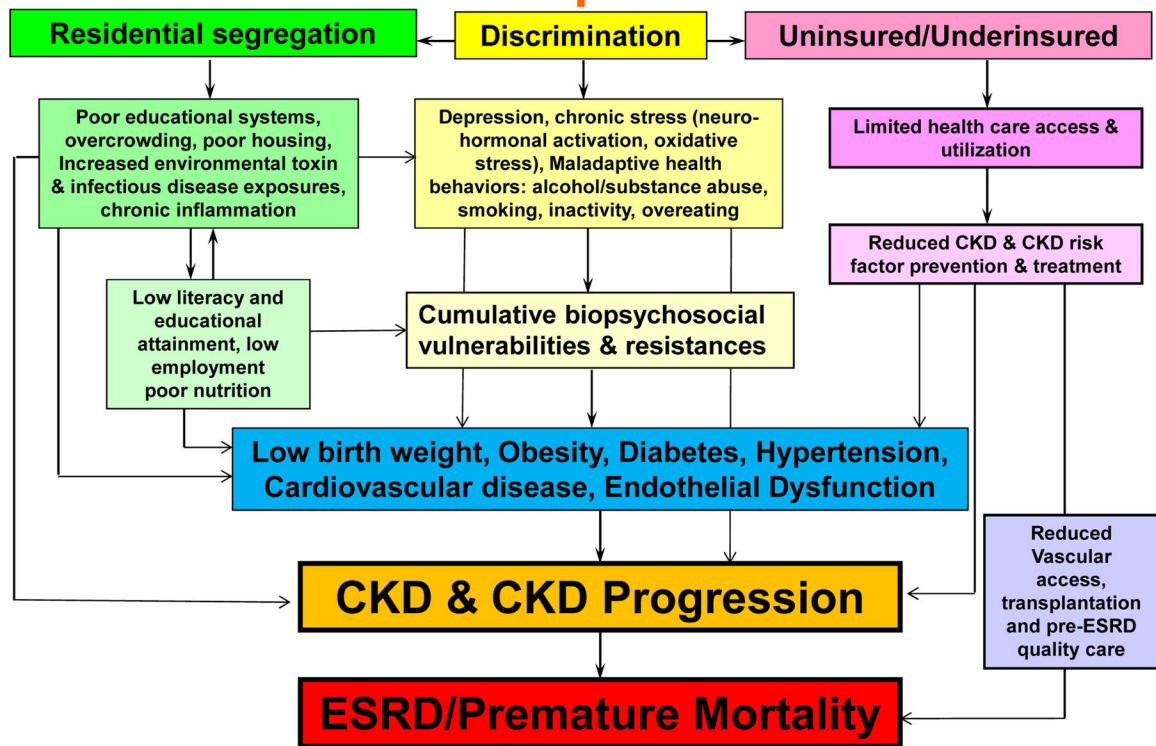 Residential segregation
Discrimination
Uninsured/Underinsured
Poor educational systems,
overcrowding, poor housing,
Increased environmental toxin
& infectious disease exposures,
chronic inflammation
Depression, chronic stress (neuro-
hormonal activation, oxidative
stress), Maladaptive health
behaviors: alcohol/substance abuse,
smoking, inactivity, overeating
Limited health care access &
utilization
Reduced CKD & CKD risk
factor prevention & treatment
Low literacy and
educational
attainment, low
employment
poor nutrition
Cumulative biopsychosocial
vulnerabilities & resistances
Low birth weight, Obesity, Diabetes, Hypertension,
Cardiovascular disease, Endothelial Dysfunction
CKD & CKD Progression
Reduced
Vascular
access,
transplantation
and pre-ESRD
quality care
ESRD/Premature Mortality